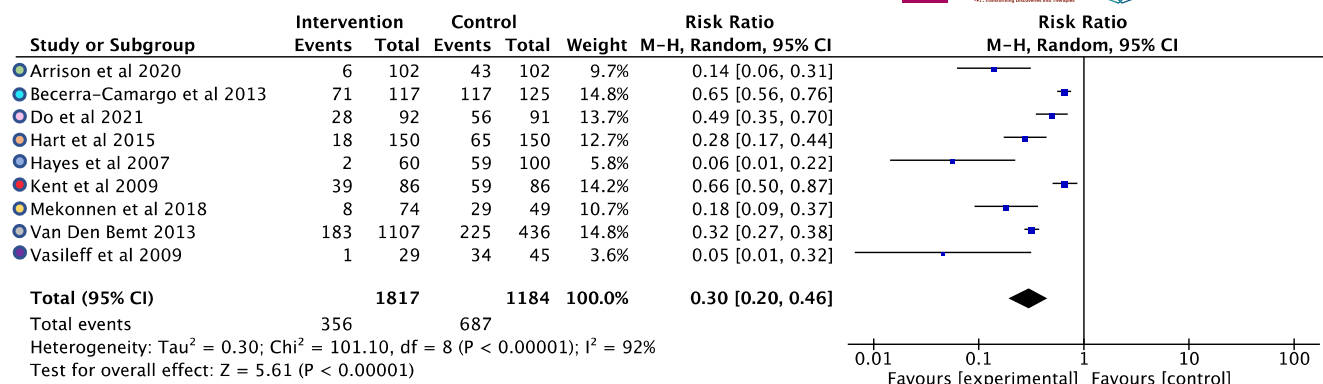 Intervention Control Risk Ratio Risk Ratio
Study or Subgroup Events Total Events Total Weight M-H, Random, 95% CI M-H, Random, 95% CI
Arrison et al 2020 6 102 43 102 9.7% 0.14 [0.06, 0.31]
Becerra-Camargo et al 2013 71 117 117 125 14.8% 0.65 [0.56, 0.76]
Do et al 2021 28 92 56 91 13.7% 0.49 [0.35, 0.70]
Hart et al 2015 18 150 65 150 12.7% 0.28 [0.17, 0.44]
Hayes et al 2007 2 60 59 100 5.8% 0.06 [0.01, 0.22]
Kent et al 2009 39 86 59 86 14.2% 0.66 [0.50, 0.87]
Mekonnen et al 2018 8 74 29 49 10.7% 0.18 [0.09, 0.37]
Van Den Bemt 2013 183 1107 225 436 14.8% 0.32 [0.27, 0.38]
Vasileff et al 2009 1 29 34 45 3.6% 0.05 [0.01, 0.32]
Total (95% CI) 1817 1184 100.0% 0.30 [0.20, 0.46]
Total events 356 687
Heterogeneity: Tau² = 0.30; Chi² = 101.10, df = 8 (P < 0.00001); I² = 92%
Test for overall effect: Z = 5.61 (P < 0.00001)
0.01 0.1 1 10 100
Favours [experimental] Favours [control]